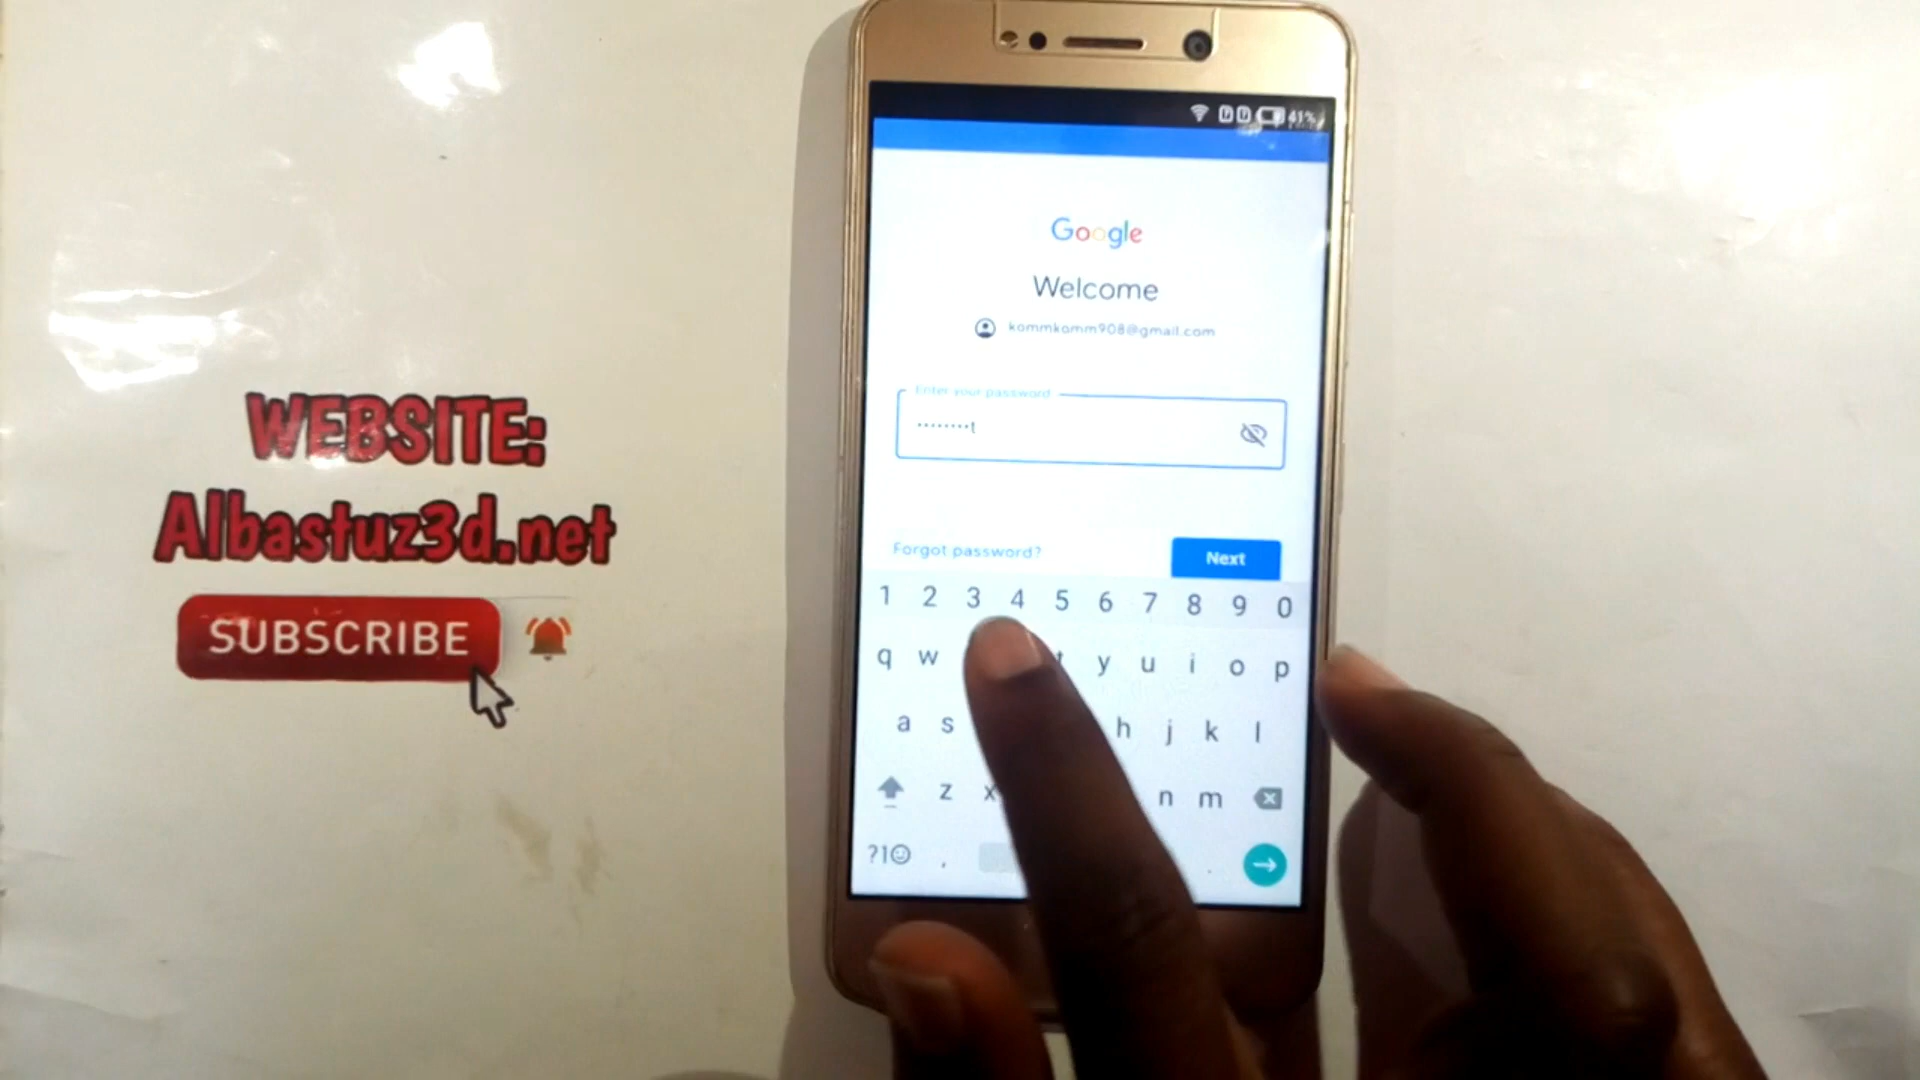 WEBSITE:
Albastuz3d.net
SUBSCRIBE
41%
Google
Welcome
kommkomm908@gmail.com
Enter your password
••••••••t
Forgot password?
Next
1 2 3 4 5 6 7 8 9 0
q w t y u i o p
a s h j k l
z x n m
?1☺ , .